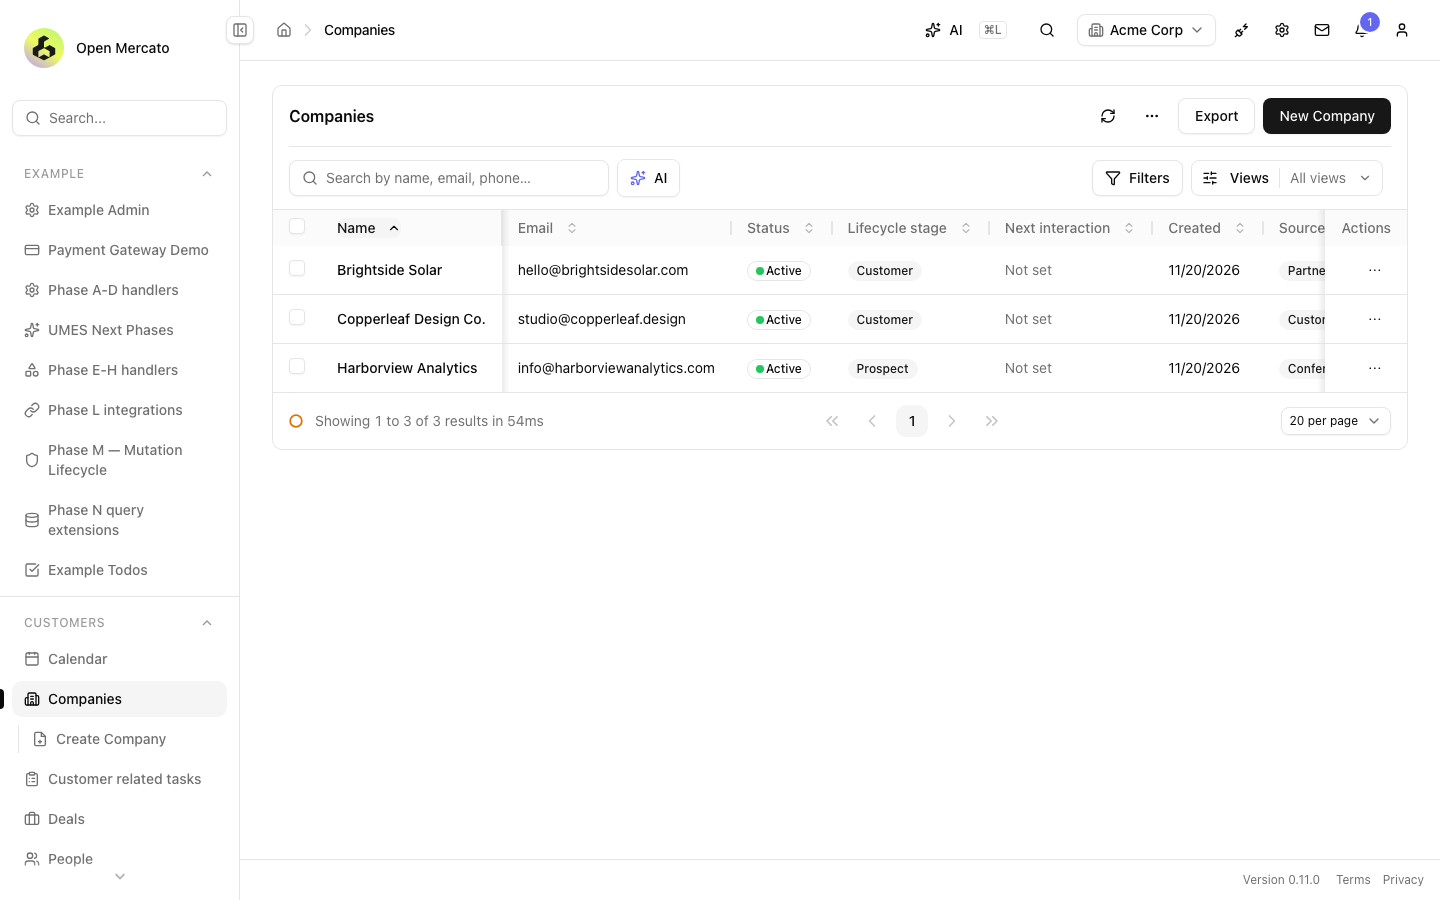 Open Mercato
Companies
AI ⌘L
Acme Corp
1
Search...
EXAMPLE
Example Admin
Payment Gateway Demo
Phase A-D handlers
UMES Next Phases
Phase E-H handlers
Phase L integrations
Phase M — Mutation
Lifecycle
Phase N query
extensions
Example Todos
CUSTOMERS
Calendar
Companies
Create Company
Customer related tasks
Deals
People
Companies
Export
New Company
Search by name, email, phone...
AI
Filters
Views
All views
Name Email Status Lifecycle stage Next interaction Created Source Actions
Brightside Solar hello@brightsidesolar.com Active Customer Not set 11/20/2026 Partne
Copperleaf Design Co. studio@copperleaf.design Active Customer Not set 11/20/2026 Custor
Harborview Analytics info@harborviewanalytics.com Active Prospect Not set 11/20/2026 Confer
Showing 1 to 3 of 3 results in 54ms
1
20 per page
Version 0.11.0 Terms Privacy